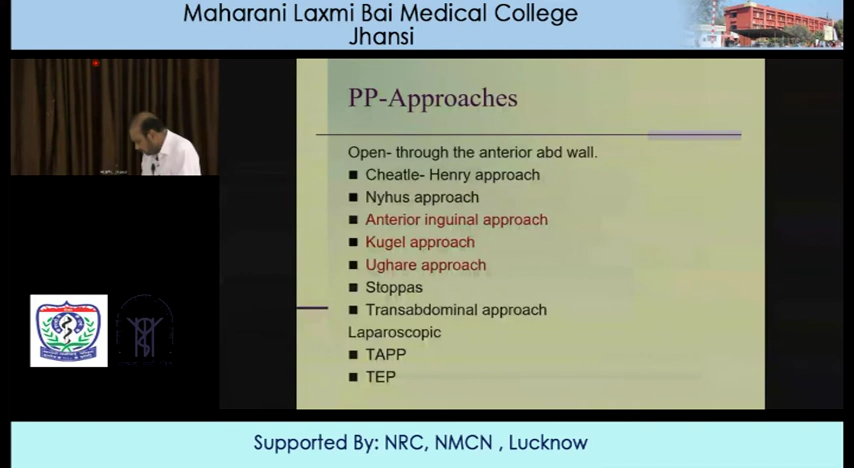 Maharani Laxmi Bai Medical College
Jhansi
PP-Approaches
Open- through the anterior abd wall.
■ Cheatle- Henry approach
■ Nyhus approach
■ Anterior inguinal approach
■ Kugel approach
■ Ughare approach
■ Stoppas
■ Transabdominal approach
Laparoscopic
■ TAPP
■ TEP
Supported By: NRC, NMCN , Lucknow